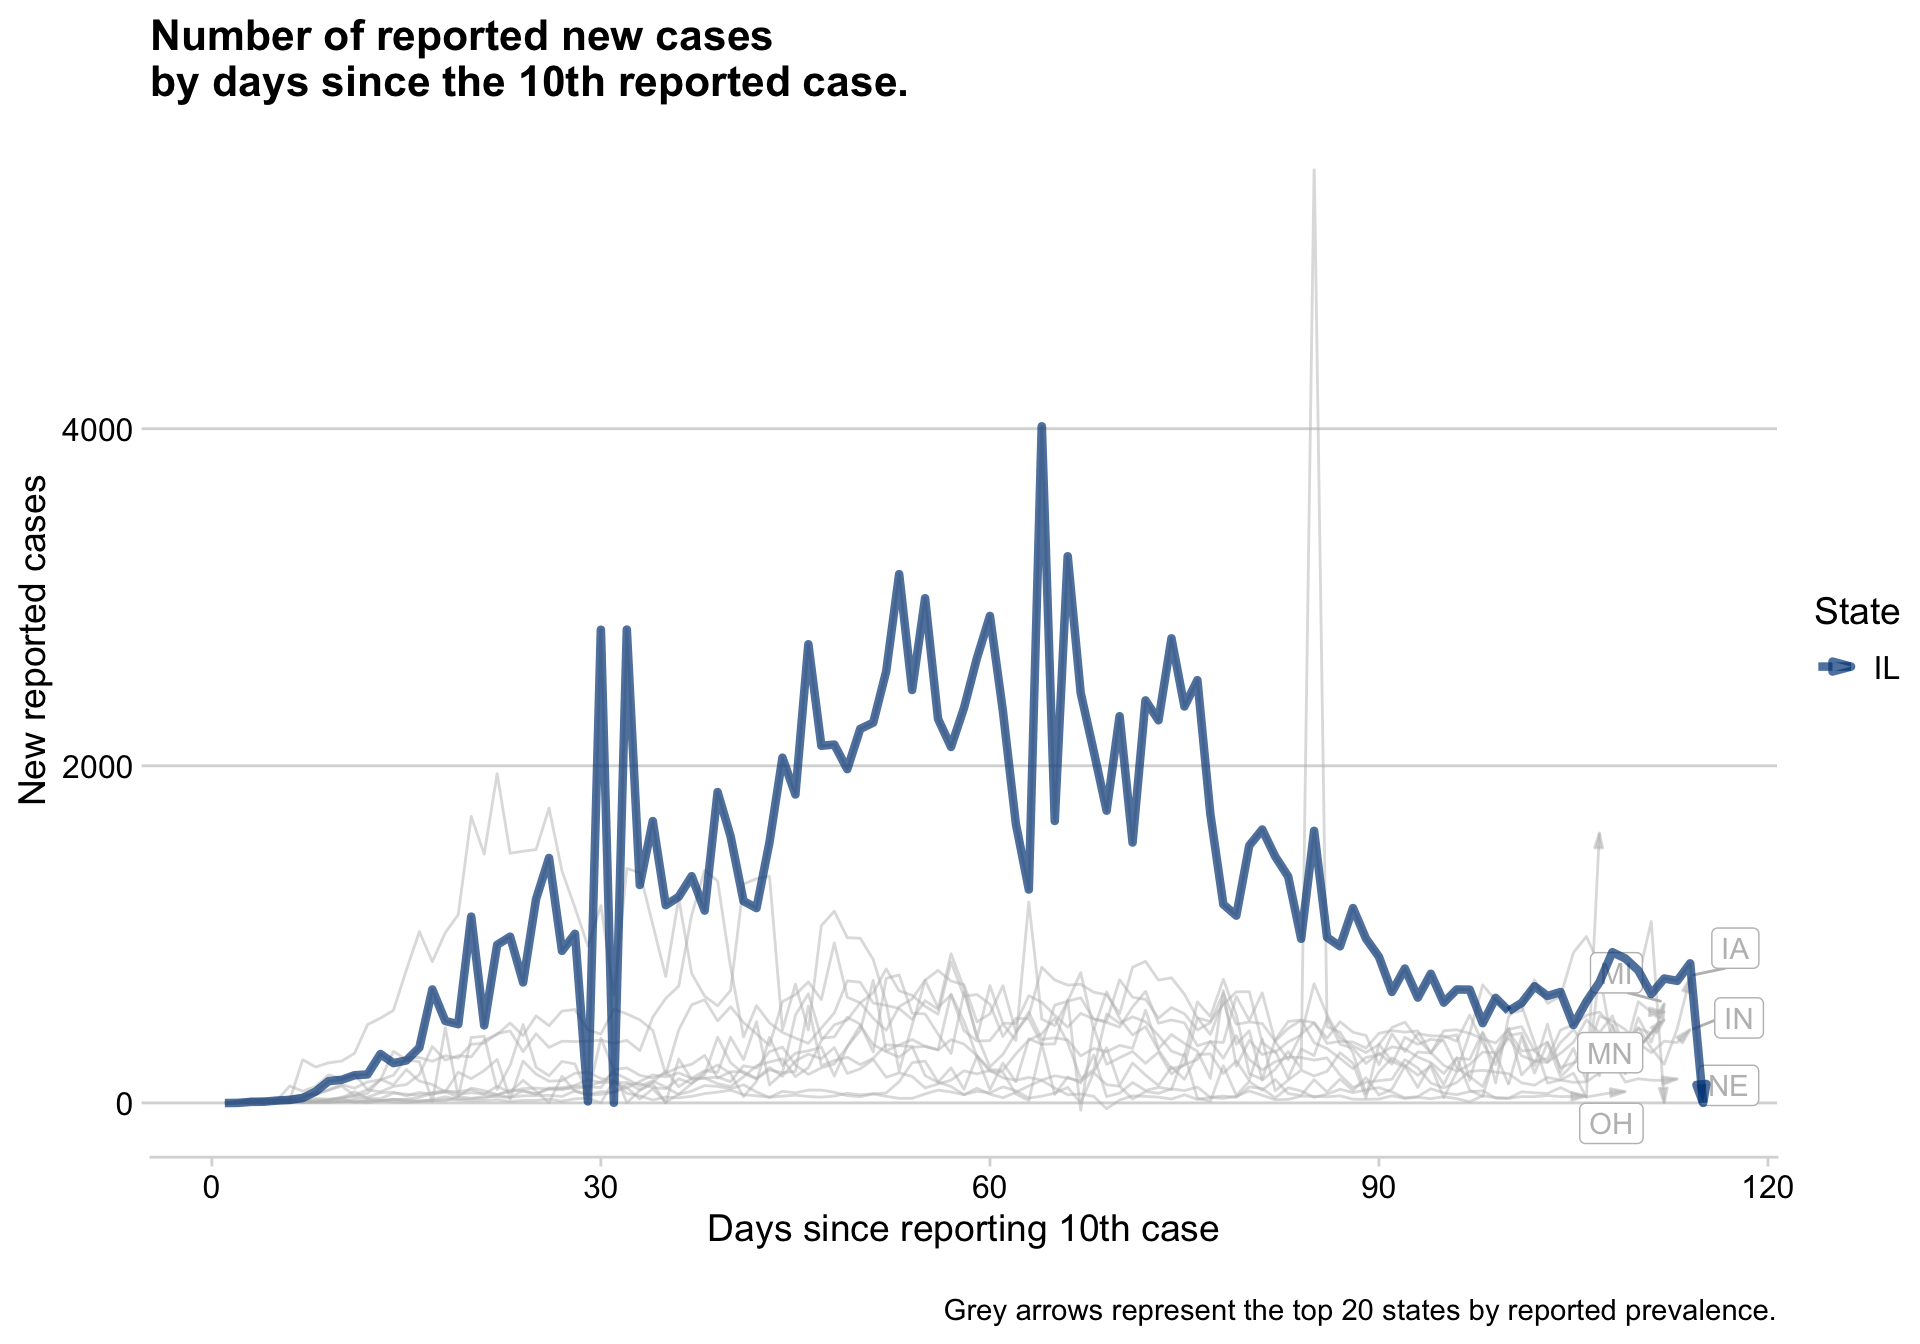 Number of reported new cases
by days since the 10th reported case.
New reported cases
4000
2000
0
0
30
60
90
120
Days since reporting 10th case
State
IL
MI
IA
IN
MN
NE
OH
Grey arrows represent the top 20 states by reported prevalence.